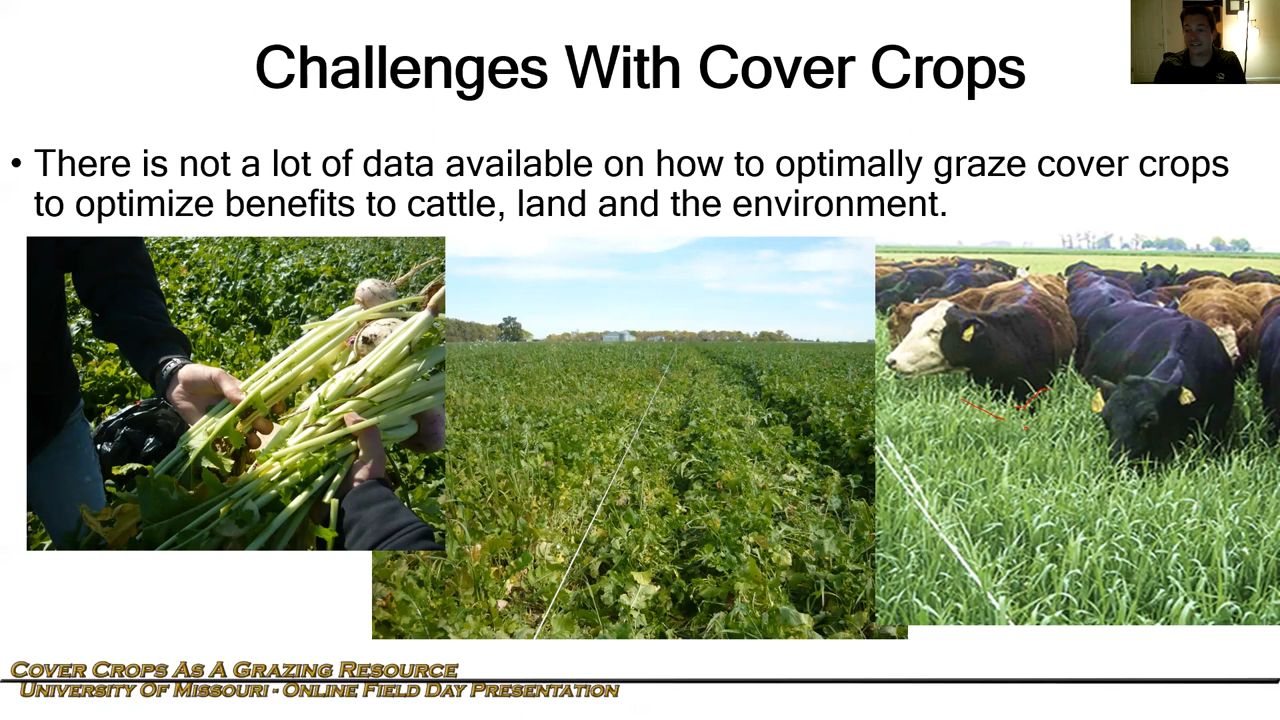 Challenges With Cover Crops
• There is not a lot of data available on how to optimally graze cover crops
to optimize benefits to cattle, land and the environment.
Cover Crops As A Grazing Resource
University Of Missouri - Online Field Day Presentation